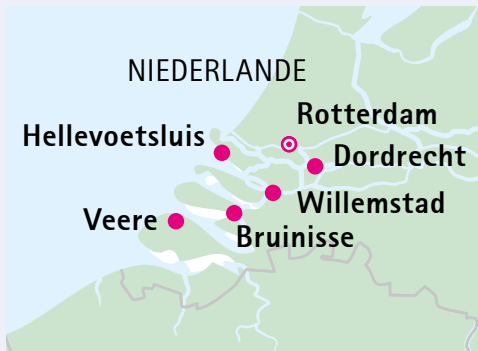 NIEDERLANDE
Rotterdam
Hellevoetsluis
Dordrecht
Willemstad
Veere
Bruinisse